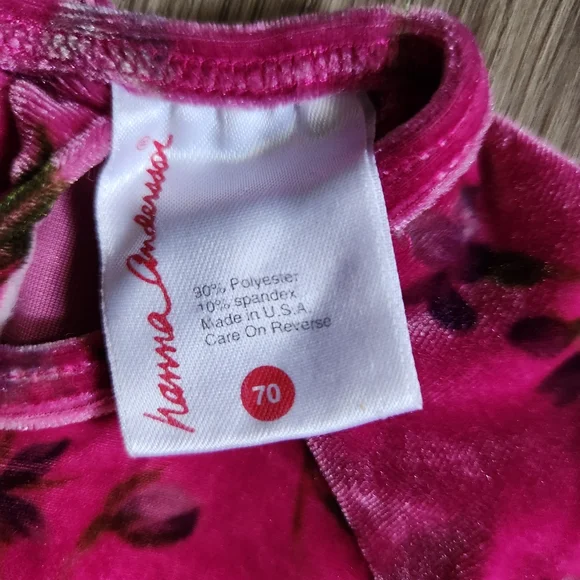 hanna andersson®
90% Polyester
10% spandex
Made in U.S.A.
Care On Reverse
70